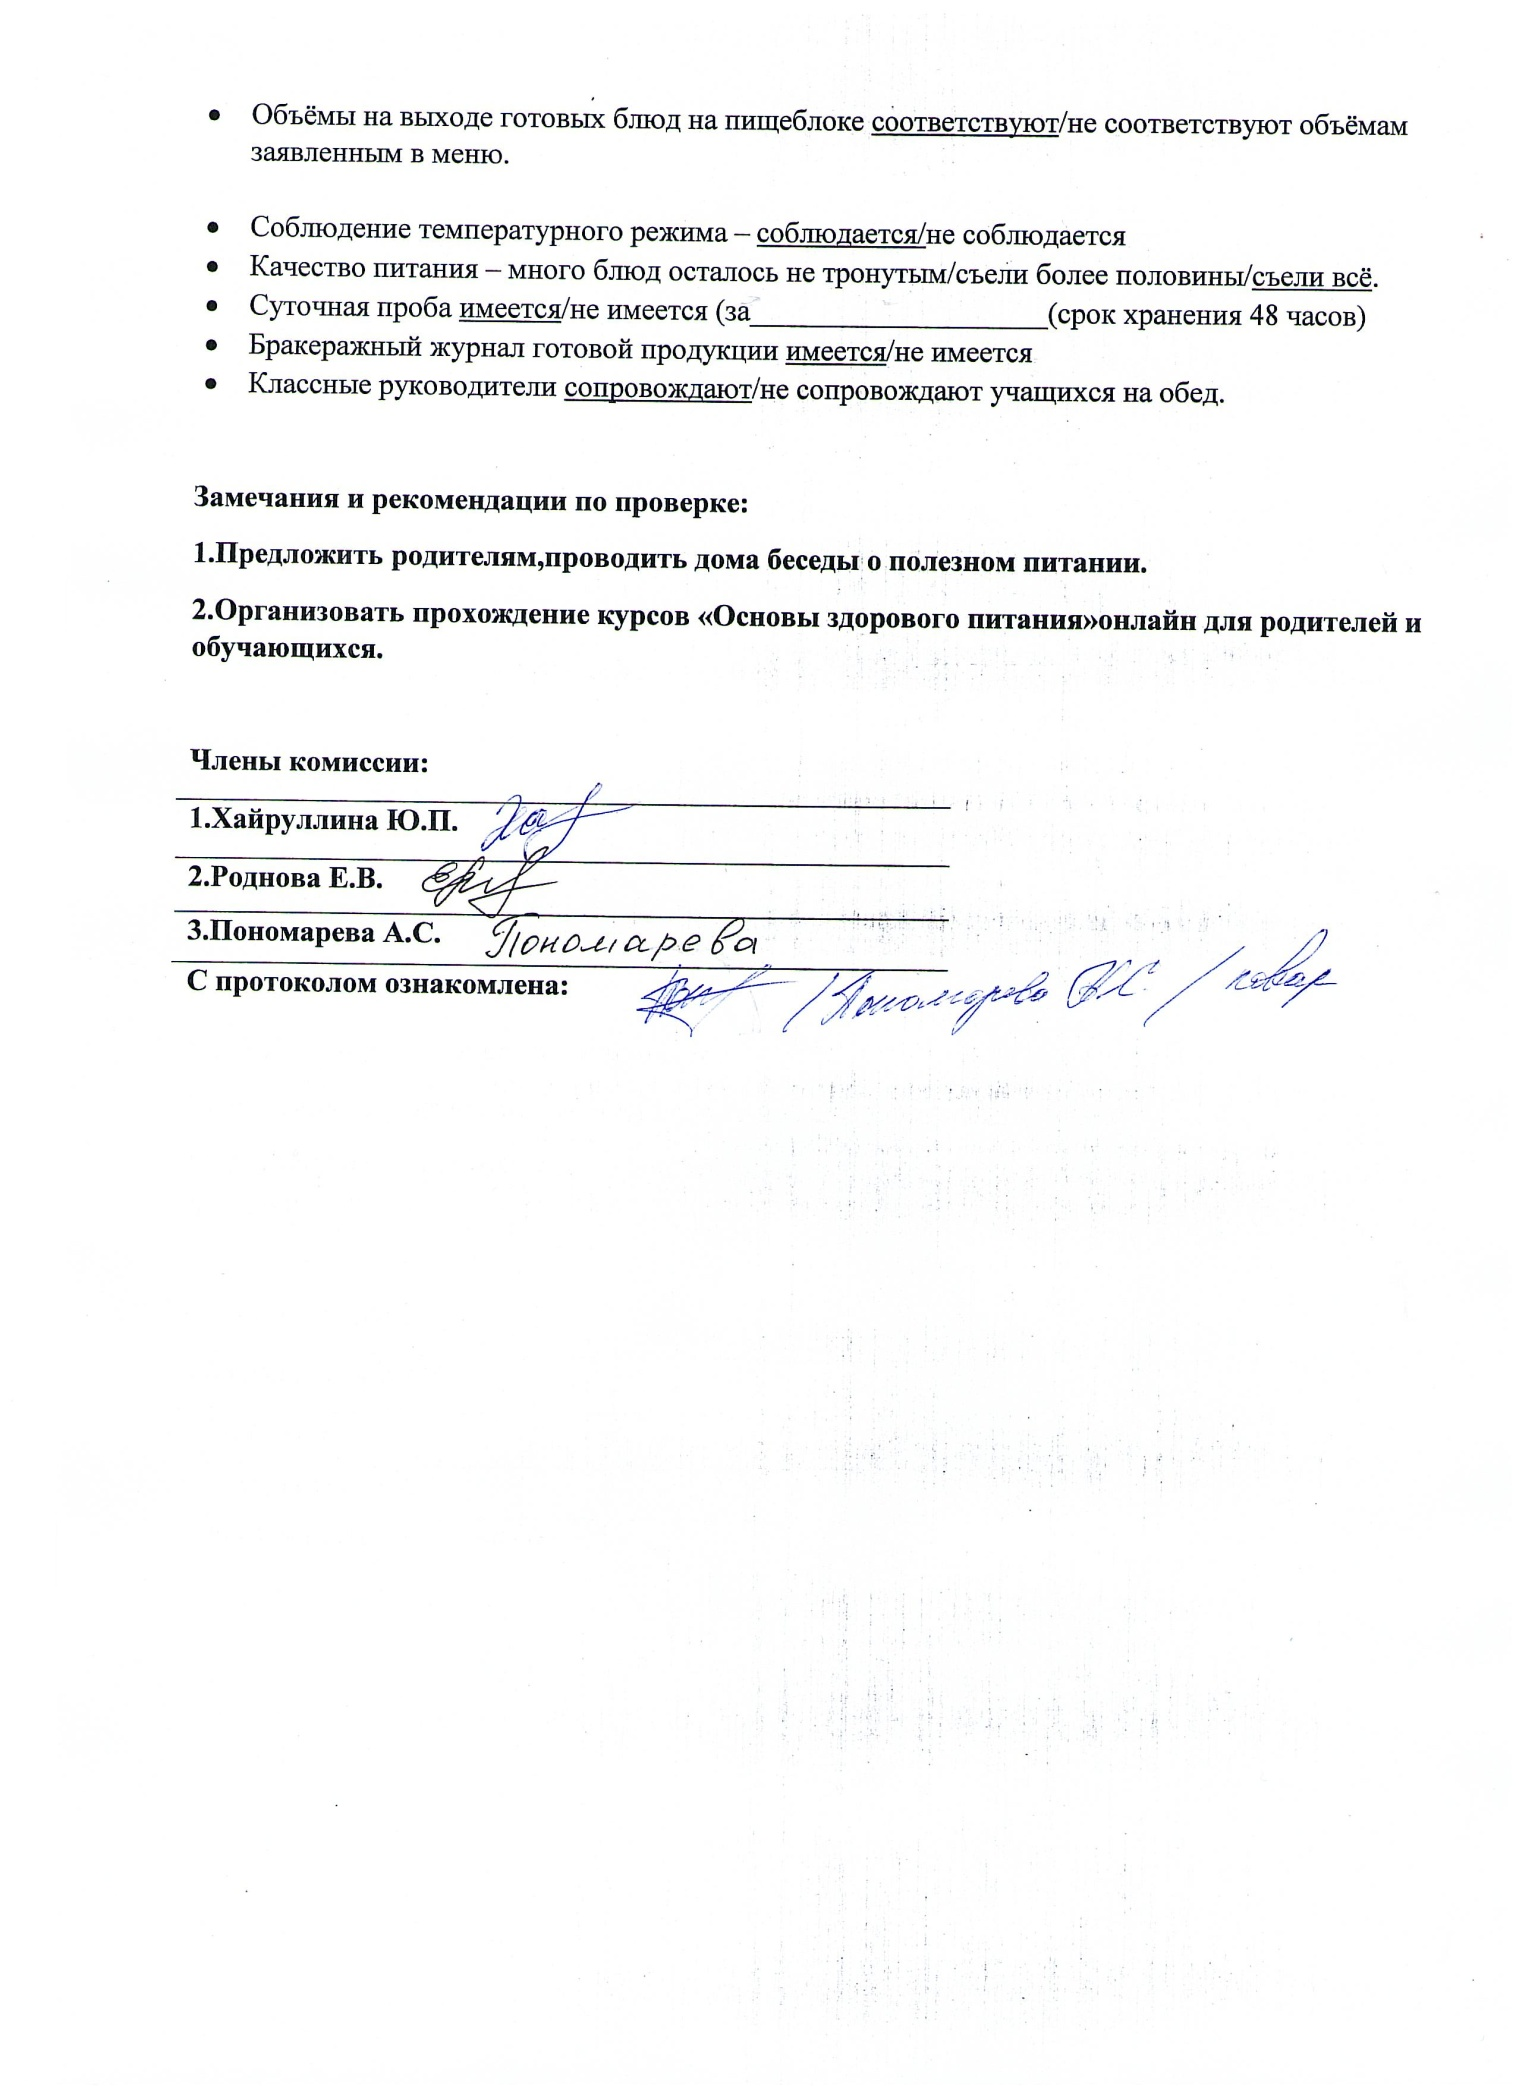 • Объёмы на выходе готовых блюд на пищеблоке соответствуют/не соответствуют объёмам
заявленным в меню.
• Соблюдение температурного режима – соблюдается/не соблюдается
• Качество питания – много блюд осталось не тронутым/съели более половины/съели всё.
• Суточная проба имеется/не имеется (за____________________(срок хранения 48 часов)
• Бракеражный журнал готовой продукции имеется/не имеется
• Классные руководители сопровождают/не сопровождают учащихся на обед.
Замечания и рекомендации по проверке:
1.Предложить родителям,проводить дома беседы о полезном питании.
2.Организовать прохождение курсов «Основы здорового питания»онлайн для родителей и
обучающихся.
Члены комиссии:
1.Хайруллина Ю.П.
2.Роднова Е.В.
3.Пономарева А.С. Пономарева
С протоколом ознакомлена: / Пономарева / повар